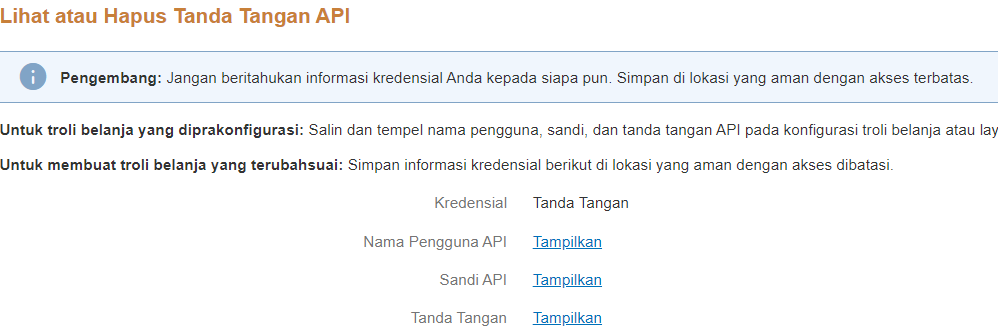 Lihat atau Hapus Tanda Tangan API
Pengembang: Jangan beritahukan informasi kredensial Anda kepada siapa pun. Simpan di lokasi yang aman dengan akses terbatas.
Untuk troli belanja yang diprakonfigurasi: Salin dan tempel nama pengguna, sandi, dan tanda tangan API pada konfigurasi troli belanja atau lay
Untuk membuat troli belanja yang terubahsuai: Simpan informasi kredensial berikut di lokasi yang aman dengan akses dibatasi.
Kredensial Tanda Tangan
Nama Pengguna API Tampilkan
Sandi API Tampilkan
Tanda Tangan Tampilkan